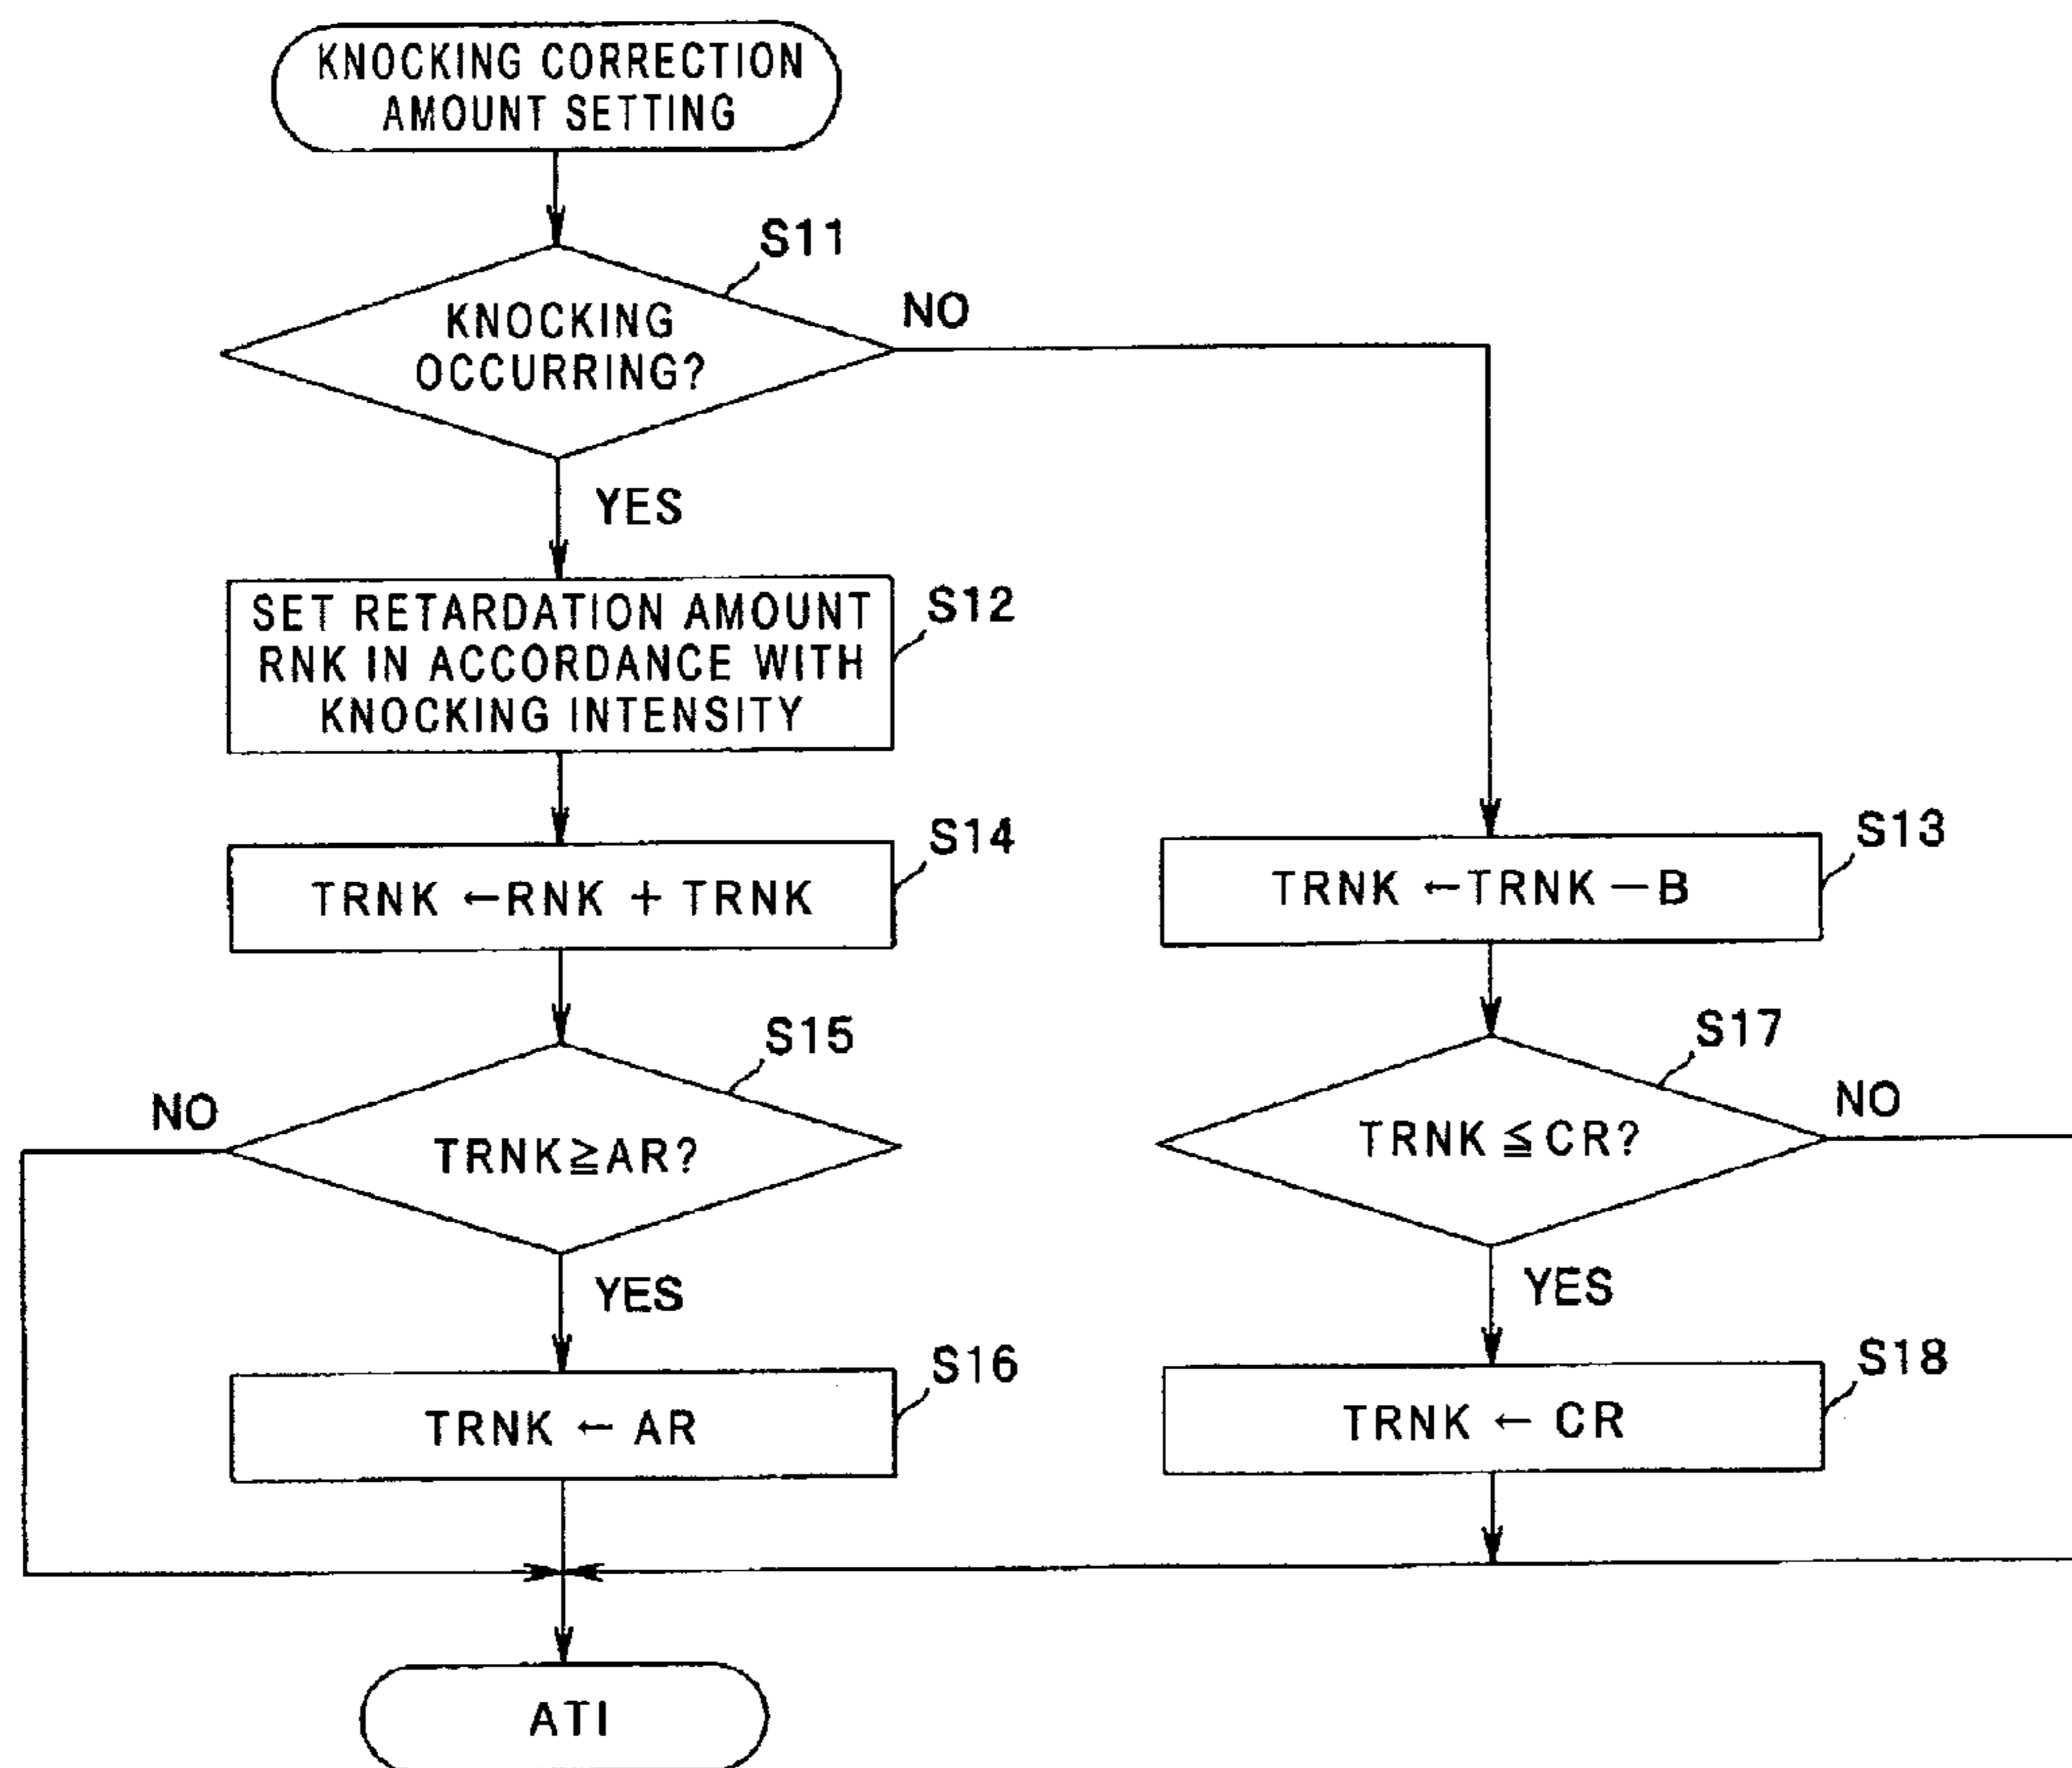 KNOCKING CORRECTION
AMOUNT SETTING
S11
KNOCKING
OCCURRING?
NO
YES
SET RETARDATION AMOUNT
RNK IN ACCORDANCE WITH
KNOCKING INTENSITY
S12
TRNK ← RNK + TRNK
S14
TRNK ← TRNK − B
S13
S15
TRNK ≧ AR?
NO
YES
S17
TRNK ≦ CR?
NO
YES
TRNK ← AR
S16
TRNK ← CR
S18
ATI